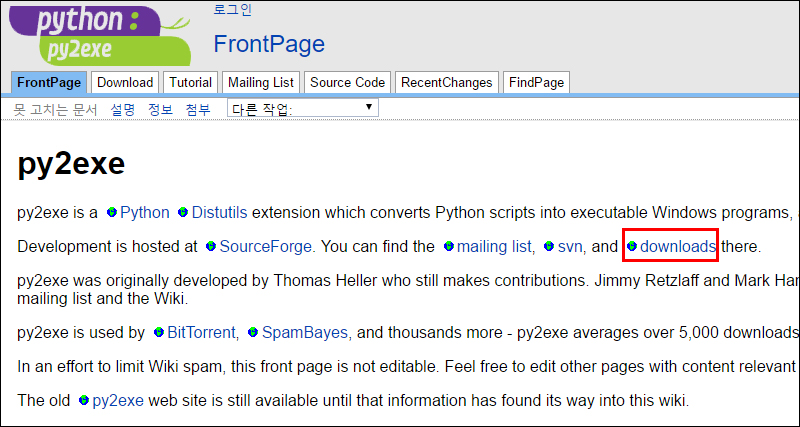 python :
py2exe
로그인
FrontPage
FrontPage Download Tutorial Mailing List Source Code RecentChanges FindPage
못 고치는 문서 설명 정보 첨부 다른 작업:
py2exe
py2exe is a Python Distutils extension which converts Python scripts into executable Windows programs,
Development is hosted at SourceForge. You can find the mailing list, svn, and downloads there.
py2exe was originally developed by Thomas Heller who still makes contributions. Jimmy Retzlaff and Mark
mailing list and the Wiki.
py2exe is used by BitTorrent, SpamBayes, and thousands more - py2exe averages over 5,000 downloads
In an effort to limit Wiki spam, this front page is not editable. Feel free to edit other pages with content relevant
The old py2exe web site is still available until that information has found its way into this wiki.